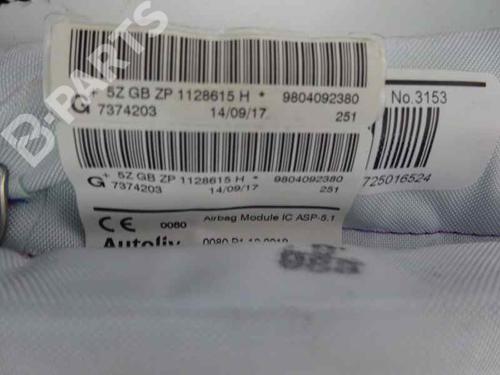 B-PARTS
5Z GB ZP 1128615 H * 9804092380
G+ 7374203 14/09/17 251
5Z GB ZP 1128615 H * 9804092380
G+ 7374203 14/09/17 251
CE 0080 Airbag Module IC ASP-5.1
Autoliv
No.3153
725016524